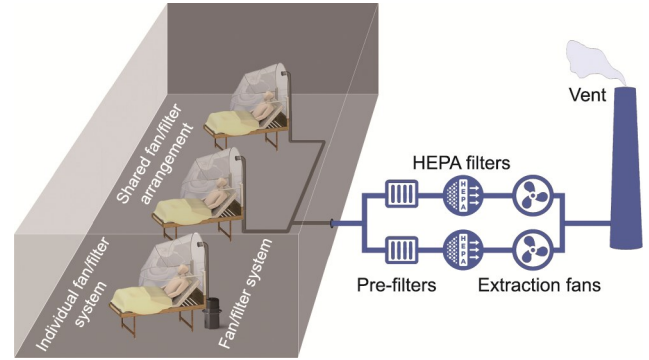 Vent
HEPA filters
HEPA
HEPA
Pre-filters
Extraction fans
Shared fan/filter
arrangement
Individual fan/filter
system
Fan/filter system